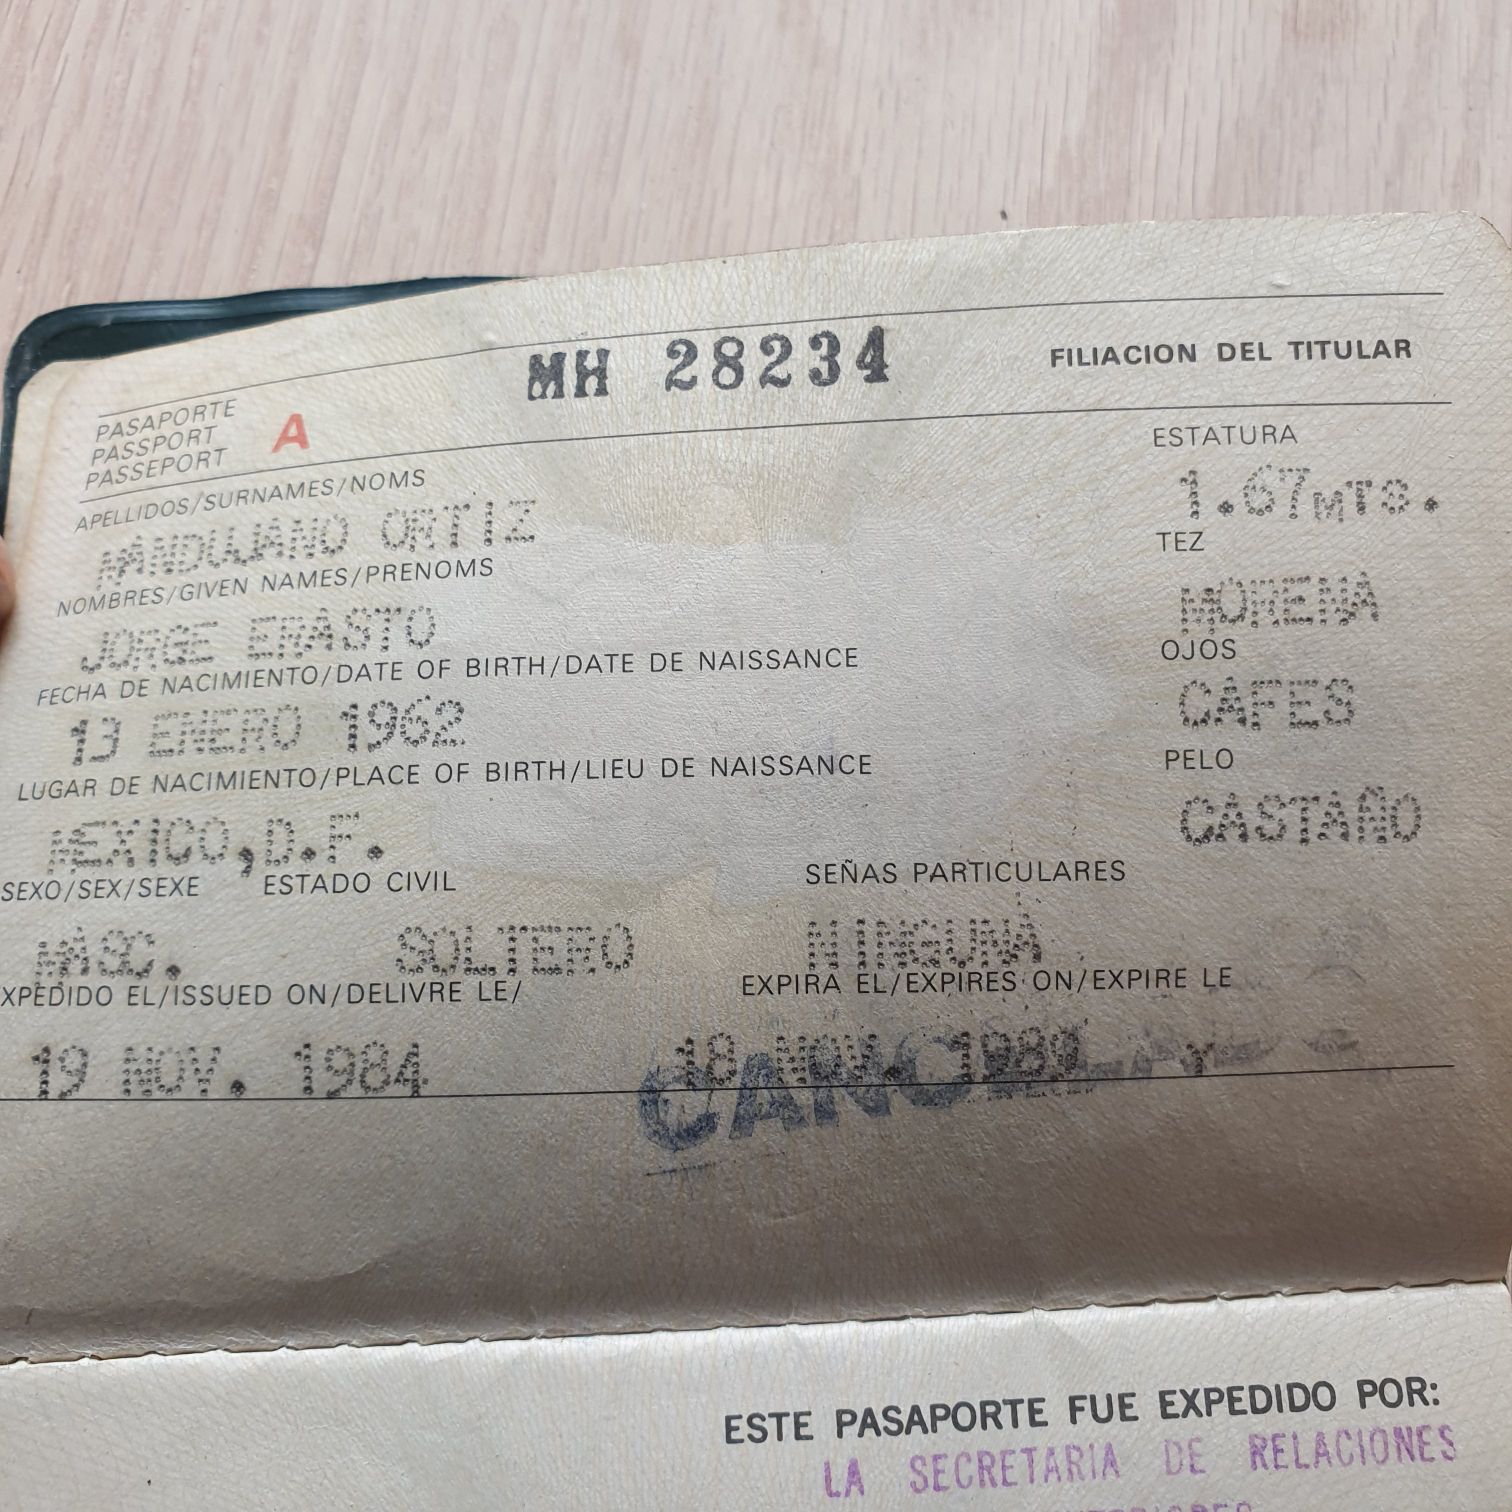 MH 28234
FILIACION DEL TITULAR
PASAPORTE
PASSPORT
PASSEPORT
A
APELLIDOS/SURNAMES/NOMS
MANDUJANO ORTIZ
NOMBRES/GIVEN NAMES/PRENOMS
JORGE ERASTO
FECHA DE NACIMIENTO/DATE OF BIRTH/DATE DE NAISSANCE
13 ENERO 1962
LUGAR DE NACIMIENTO/PLACE OF BIRTH/LIEU DE NAISSANCE
MEXICO,D.F.
SEXO/SEX/SEXE ESTADO CIVIL
MASC. SOLTERO
XPEDIDO EL/ISSUED ON/DELIVRE LE/
19 NOV. 1984
ESTATURA
1.67mts.
TEZ
MORENA
OJOS
CAFES
PELO
CASTAÑO
SEÑAS PARTICULARES
NINGUNA
EXPIRA EL/EXPIRES ON/EXPIRE LE
18 NOV. 1989
ESTE PASAPORTE FUE EXPEDIDO POR:
LA SECRETARIA DE RELACIONES